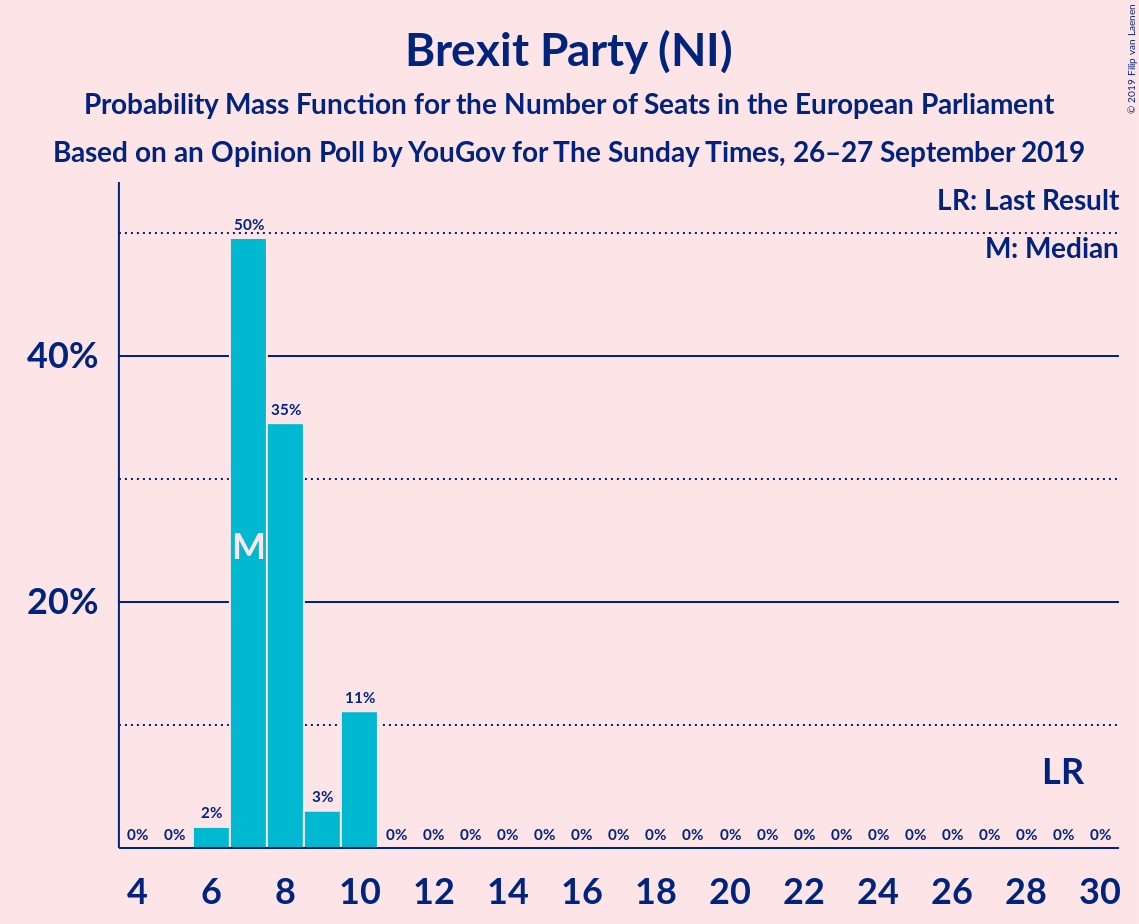 © 2019 Filip van Laenen
Brexit Party (NI)
Probability Mass Function for the Number of Seats in the European Parliament
Based on an Opinion Poll by YouGov for The Sunday Times, 26–27 September 2019
LR: Last Result
M: Median
50%
40%
35%
M
20%
11%
LR
3%
2%
0% 0% 0% 0% 0% 0% 0% 0% 0% 0% 0% 0% 0% 0% 0% 0% 0% 0% 0% 0% 0% 0%
4 6 8 10 12 14 16 18 20 22 24 26 28 30